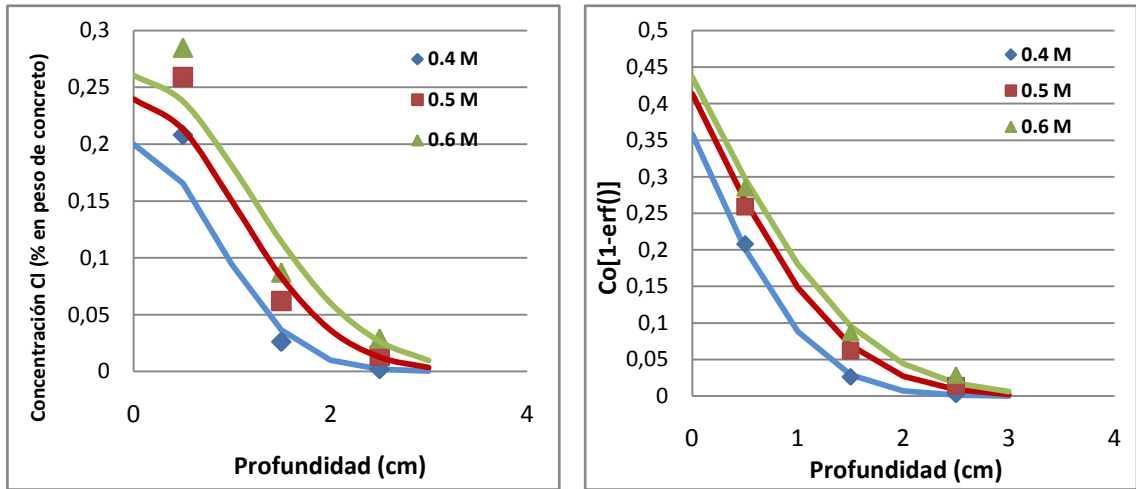 Concentración Cl (% en peso de concreto)
0,3
0,25
0,2
0,15
0,1
0,05
0
0
2
4
Profundidad (cm)
0.4 M
0.5 M
0.6 M
Co[1-erf()]
0,5
0,45
0,4
0,35
0,3
0,25
0,2
0,15
0,1
0,05
0
0
1
2
3
4
Profundidad (cm)
0.4 M
0.5 M
0.6 M